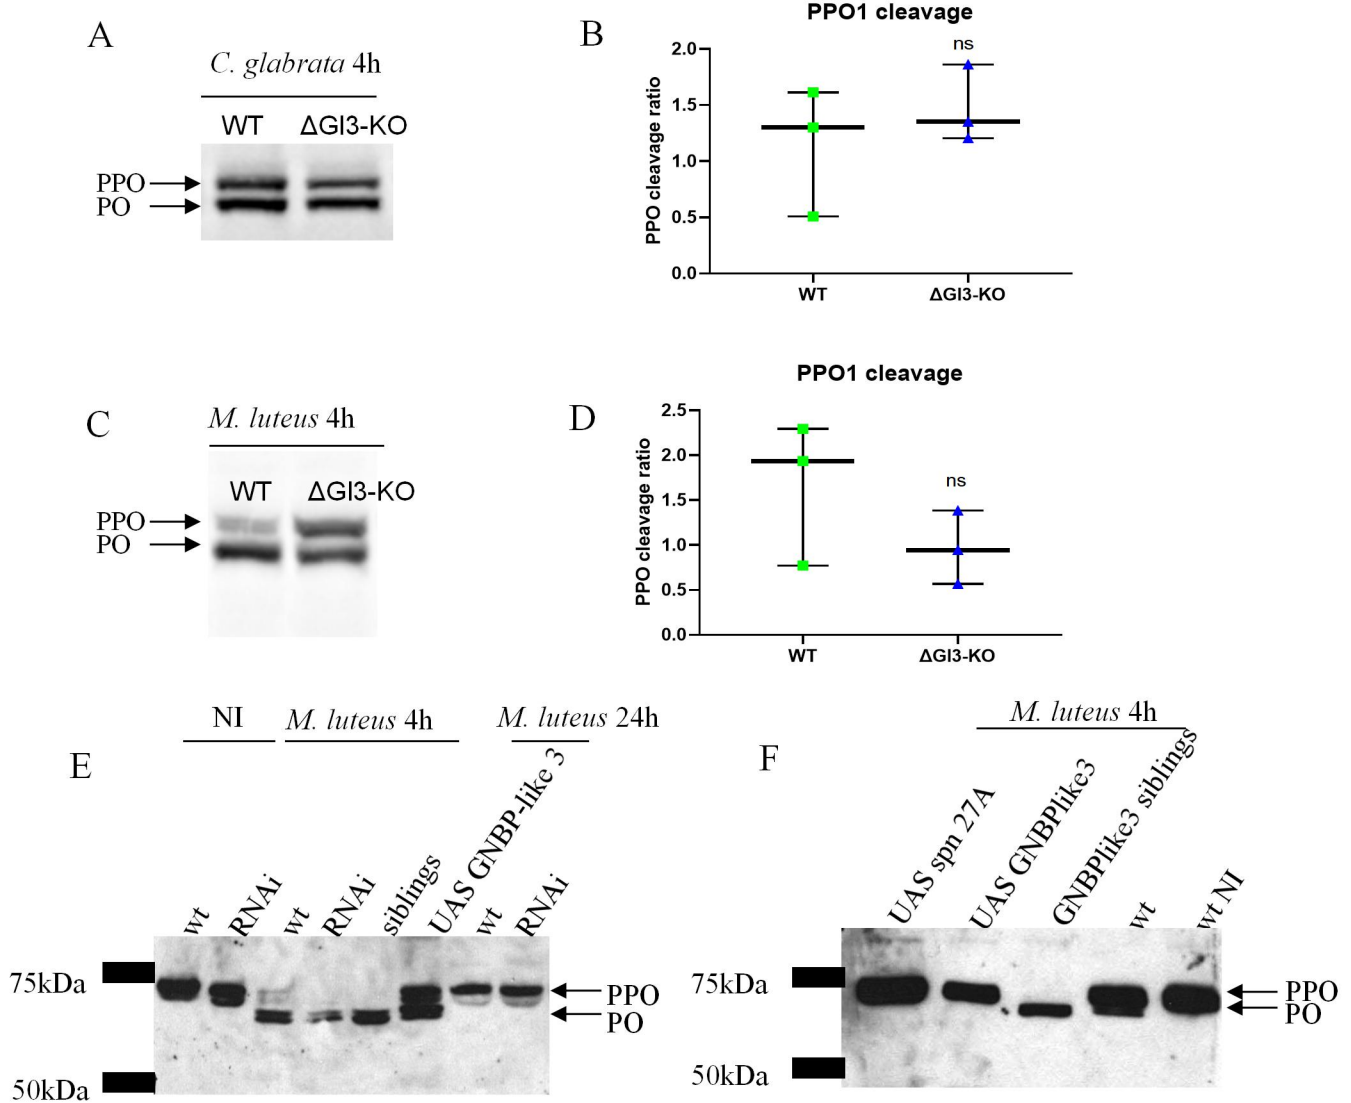 A
C. glabrata 4h
WT ΔGI3-KO
PPO
PO
B
PPO1 cleavage
PPO cleavage ratio
2.0
1.5
1.0
0.5
0.0
ns
WT ΔGI3-KO
C
M. luteus 4h
WT ΔGI3-KO
PPO
PO
D
PPO1 cleavage
PPO cleavage ratio
2.5
2.0
1.5
1.0
0.5
0.0
ns
WT ΔGI3-KO
E
NI M. luteus 4h M. luteus 24h
wt
RNAi
wt
RNAi
siblings
UAS GNBP-like 3
wt
RNAi
75kDa
50kDa
PPO
PO
F
M. luteus 4h
UAS spn 27A
UAS GNBPlike3
GNBPlike3 siblings
wt
wt NI
75kDa
50kDa
PPO
PO